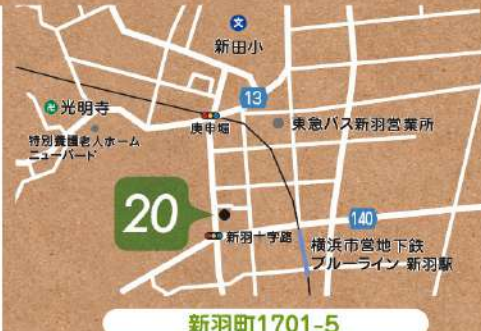 文
新田小
13
光明寺
庚申堀
東急バス新羽営業所
特別養護老人ホーム
ニューバード
20
140
新羽十字路
横浜市営地下鉄
ブルーライン 新羽駅
新羽町1701-5